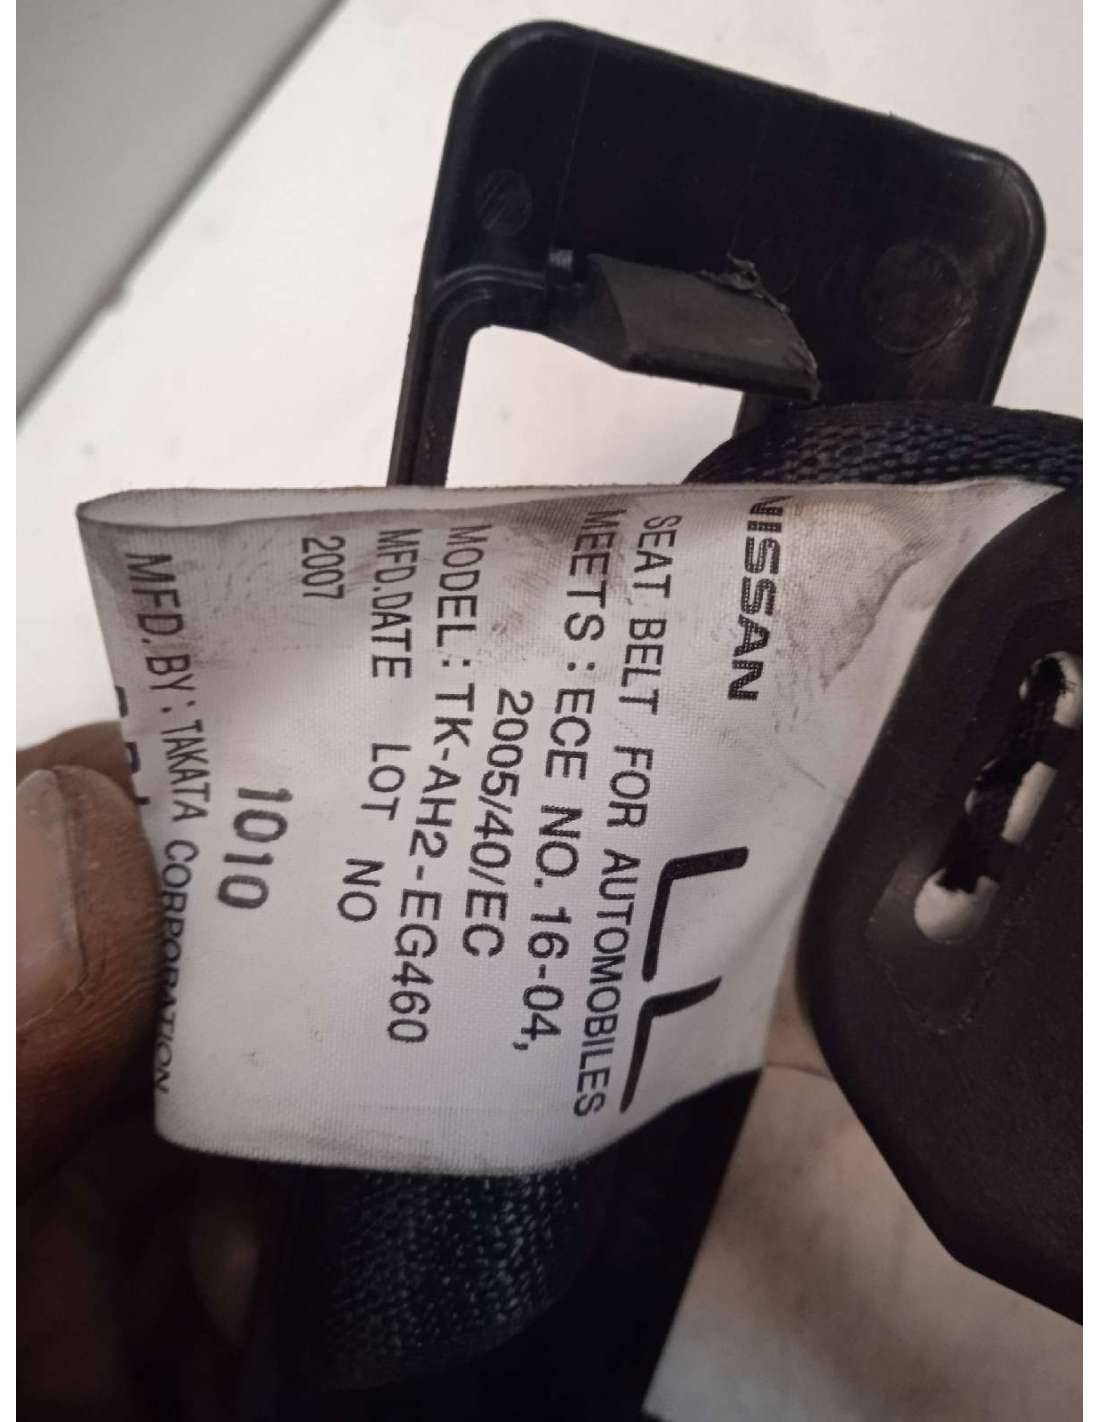 NISSAN
LL
SEAT BELT FOR AUTOMOBILES
MEETS : ECE NO. 16-04,
2005/40/EC
MODEL : TK-AH2-EG460
MFD.DATE LOT NO
2007
1010
MFD. BY : TAKATA CORPORATION